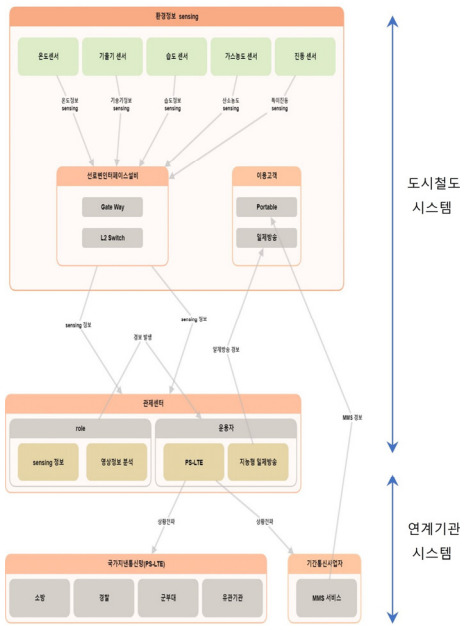 환경정보 sensing
온도센서
기울기 센서
습도 센서
가스농도 센서
진동 센서
온도정보
sensing
기울기정보
sensing
습도정보
sensing
산소농도
sensing
특이진동
sensing
선로변인터페이스설비
Gate Way
L2 Switch
이용고객
Portable
일제방송
도시철도
시스템
sensing 정보
경보 발생
sensing 정보
일제방송 정보
MMS 정보
관제센터
role
sensing 정보
영상정보 분석
운용자
PS-LTE
지능형 일제방송
상황전파
상황전파
연계기관
시스템
국가재난통신망(PS-LTE)
소방
경찰
군부대
유관기관
기간통신사업자
MMS 서비스